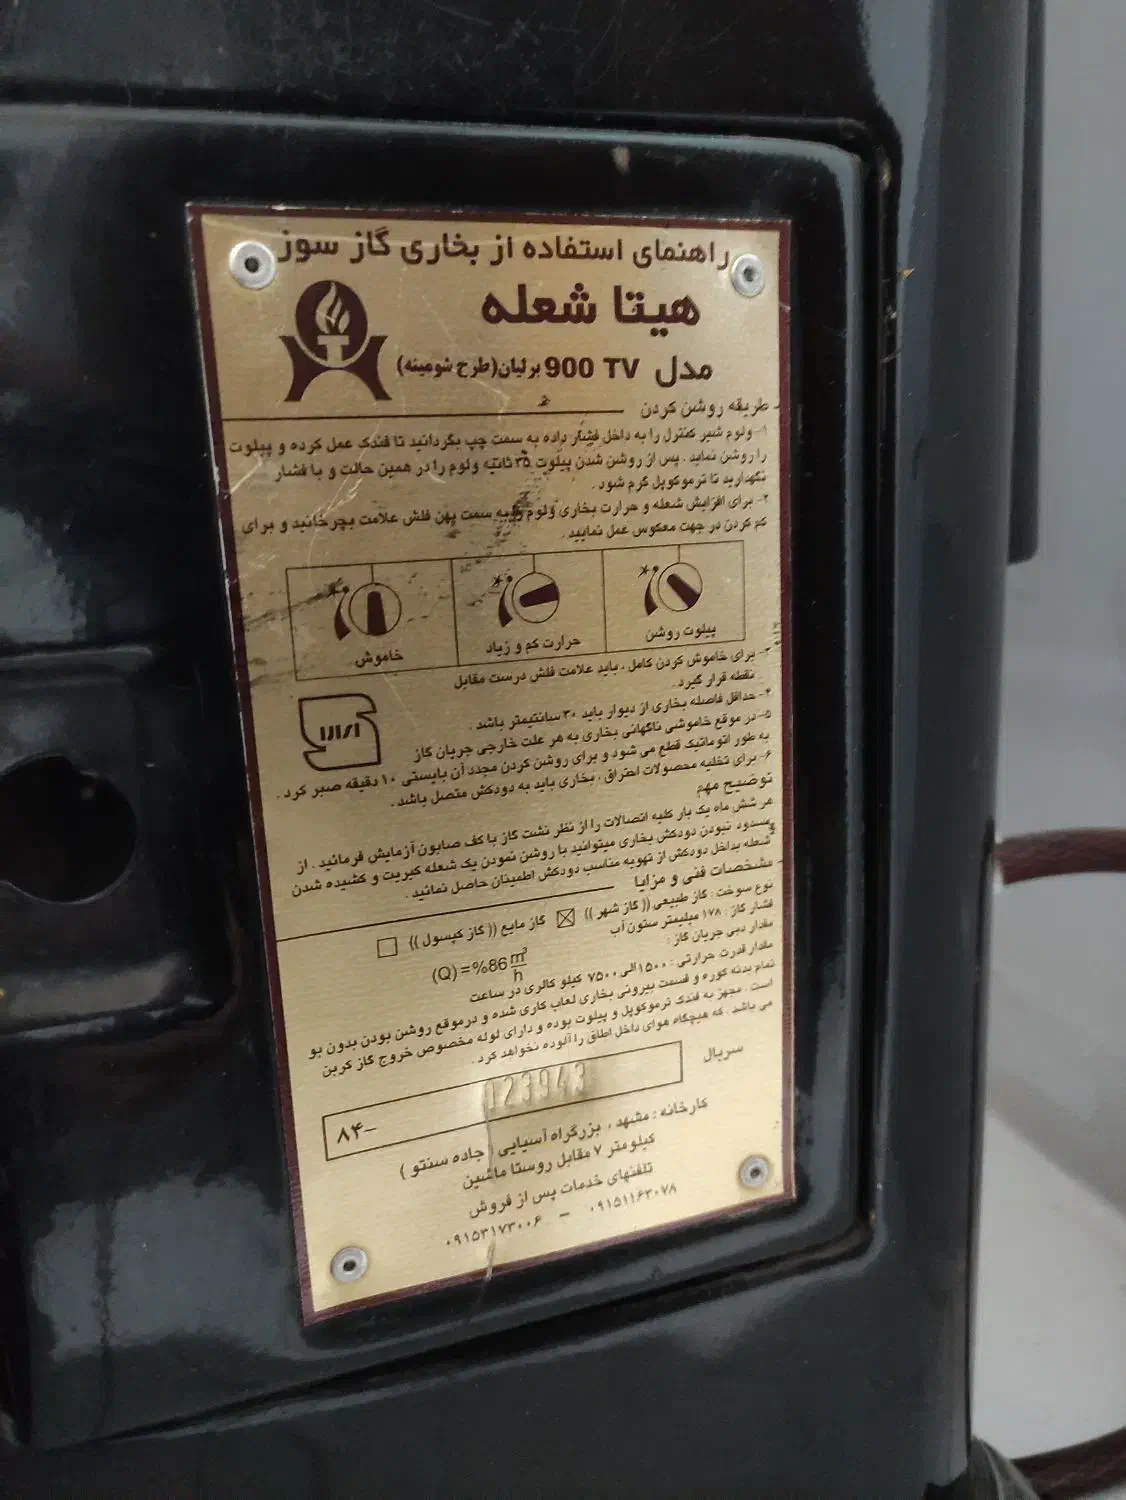 راهنمای استفاده از بخاری گاز سوز
هیتا شعله
مدل 900 TV برلیان(طرح شومینه)
طریقه روشن کردن
۱- ولوم شیر کنترل را به داخل فشار داده به سمت چپ بگردانید تا فندک عمل کرده و پیلوت
را روشن نماید . پس از روشن شدن پیلوت ۳۵ ثانیه ولوم را در همین حالت و با فشار
نگهدارید تا ترموکوپل گرم شود .
۲- برای افزایش شعله و حرارت بخاری ولوم را به سمت پهن فلش علامت بچرخانید و برای
کم کردن در جهت معکوس عمل نمایید .
پیلوت روشن
حرارت کم و زیاد
خاموش
۳- برای خاموش کردن کامل ، باید علامت فلش درست مقابل
نقطه قرار گیرد .
۴- حداقل فاصله بخاری از دیوار باید ۳۰ سانتیمتر باشد .
۵- در موقع خاموشی ناگهانی بخاری به هر علت خارجی جریان گاز
به طور اتوماتیک قطع می شود و برای روشن کردن مجدد آن بایستی ۱۰ دقیقه صبر کرد .
۶- برای تخلیه محصولات احتراق ، بخاری باید به دودکش متصل باشد .
توضیح مهم
هر شش ماه یک بار کلیه اتصالات را از نظر نشت گاز با کف صابون آزمایش فرمائید . از
مسدود نبودن دودکش بخاری میتوانید با روشن نمودن یک شعله کبریت و کشیده شدن
شعله بداخل دودکش از تهویه مناسب دودکش اطمینان حاصل نمائید .
مشخصات فنی و مزایا
نوع سوخت : گاز طبیعی (( گاز شهر )) ☒ گاز مایع (( گاز کپسول )) ☐
فشار گاز : ۱۷۸ میلیمتر ستون آب
مقدار دبی جریان گاز : (Q)=%86 m³/h
مقدار قدرت حرارتی : ۱۵۰۰ الی ۷۵۰۰ کیلو کالری در ساعت
تمام بدنه کوره و قسمت بیرونی بخاری لعاب کاری شده و درموقع روشن بودن بدون بو
است . مجهز به فندک ترموکوپل و پیلوت بوده و دارای لوله مخصوص خروج گاز کربن
می باشد . که هیچگاه هوای داخل اطاق را آلوده نخواهد کرد .
سریال
123943
۸۴-
کارخانه : مشهد ، بزرگراه آسیایی ( جاده سنتو )
کیلومتر ۷ مقابل روستا ماشین
تلفنهای خدمات پس از فروش
۰۹۱۵۱۱۶۳۰۷۸ - ۰۹۱۵۳۱۷۳۰۰۶